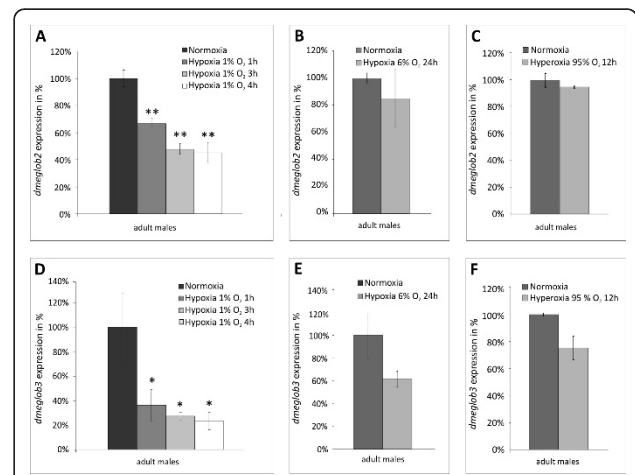 A
dmeglob2 expression in %
120%
100%
80%
60%
40%
20%
0%
Normoxia
Hypoxia 1% O2 1h
Hypoxia 1% O2 3h
Hypoxia 1% O2 4h
**
**
**
adult males
B
dmeglob2 expression in %
120%
100%
80%
60%
40%
20%
0%
Normoxia
Hypoxia 6% O2 24h
adult males
C
dmeglob2 expression in %
120%
100%
80%
60%
40%
20%
0%
Normoxia
Hyperoxia 95% O2 12h
adult males
D
dmeglob3 expression in %
140%
120%
100%
80%
60%
40%
20%
0%
Normoxia
Hypoxia 1% O2 1h
Hypoxia 1% O2 3h
Hypoxia 1% O2 4h
*
*
*
adult males
E
dmeglob3 expression in %
140%
120%
100%
80%
60%
40%
20%
0%
Normoxia
Hypoxia 6% O2 24h
adult males
F
dmeglob3 expression in %
120%
100%
80%
60%
40%
20%
0%
Normoxia
Hyperoxia 95 % O2 12h
adult males